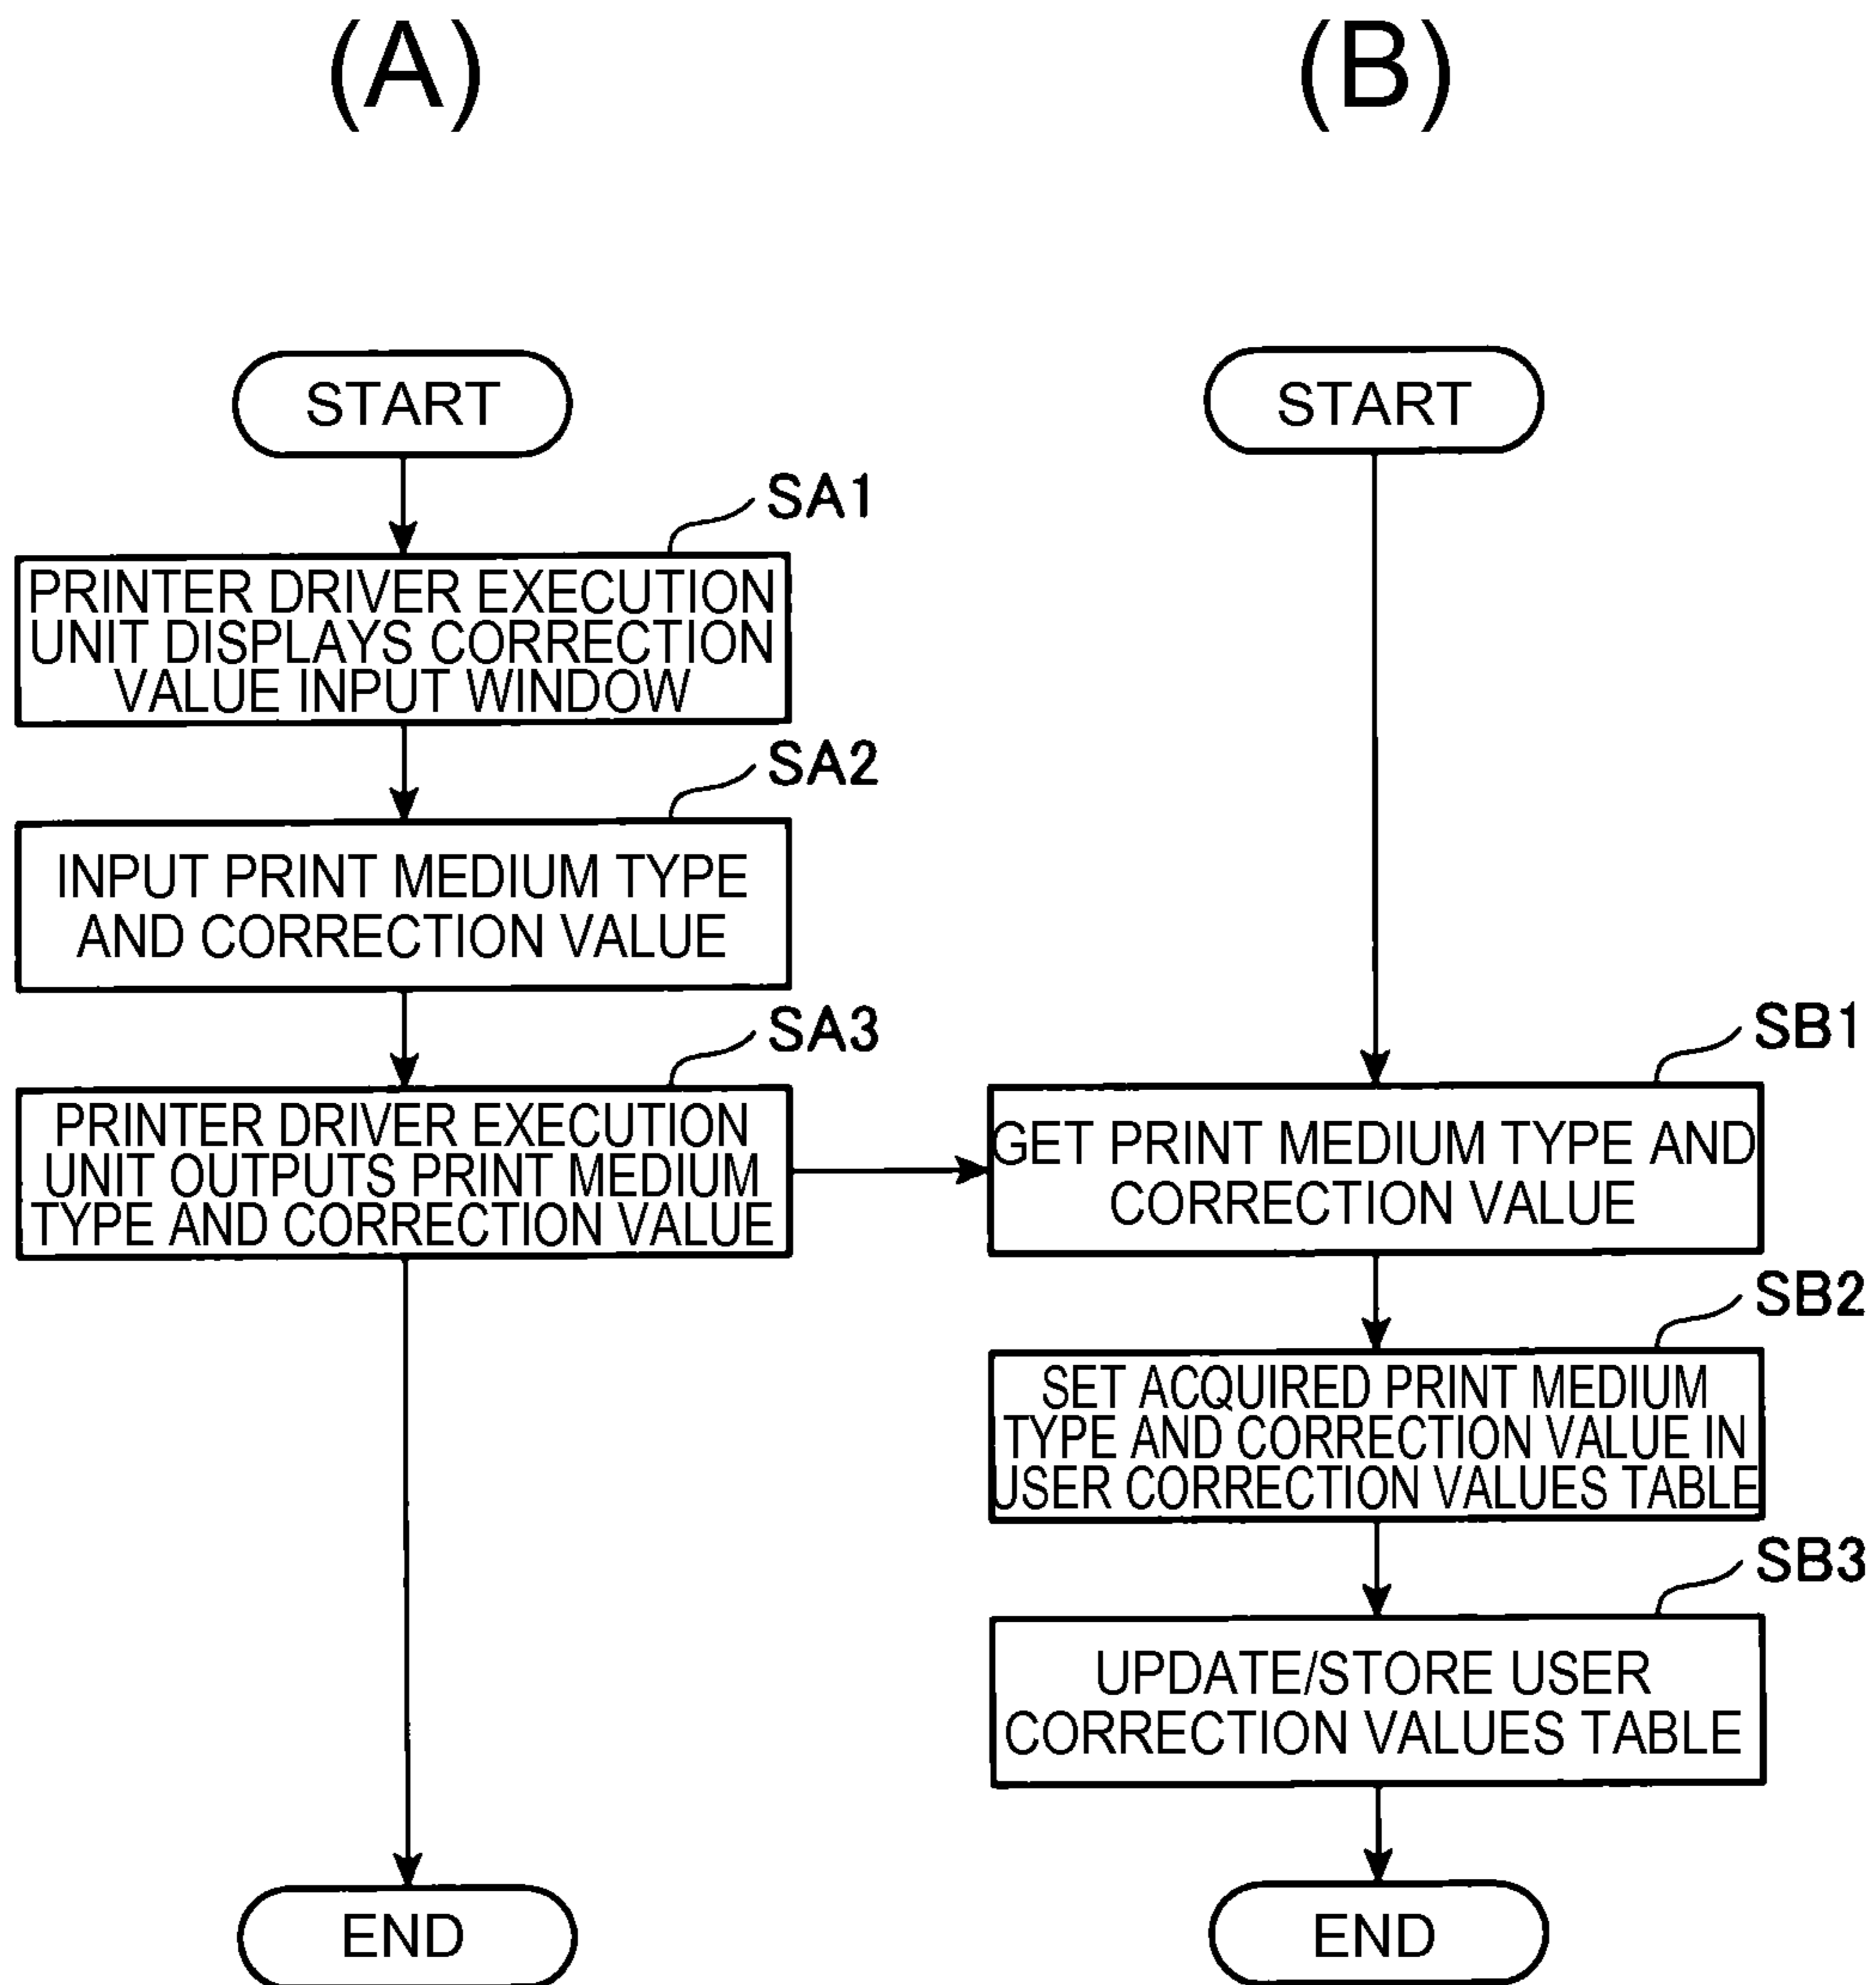 (A)
(B)
START
SA1
PRINTER DRIVER EXECUTION
UNIT DISPLAYS CORRECTION
VALUE INPUT WINDOW
SA2
INPUT PRINT MEDIUM TYPE
AND CORRECTION VALUE
SA3
PRINTER DRIVER EXECUTION
UNIT OUTPUTS PRINT MEDIUM
TYPE AND CORRECTION VALUE
END
START
SB1
GET PRINT MEDIUM TYPE AND
CORRECTION VALUE
SB2
SET ACQUIRED PRINT MEDIUM
TYPE AND CORRECTION VALUE IN
USER CORRECTION VALUES TABLE
SB3
UPDATE/STORE USER
CORRECTION VALUES TABLE
END